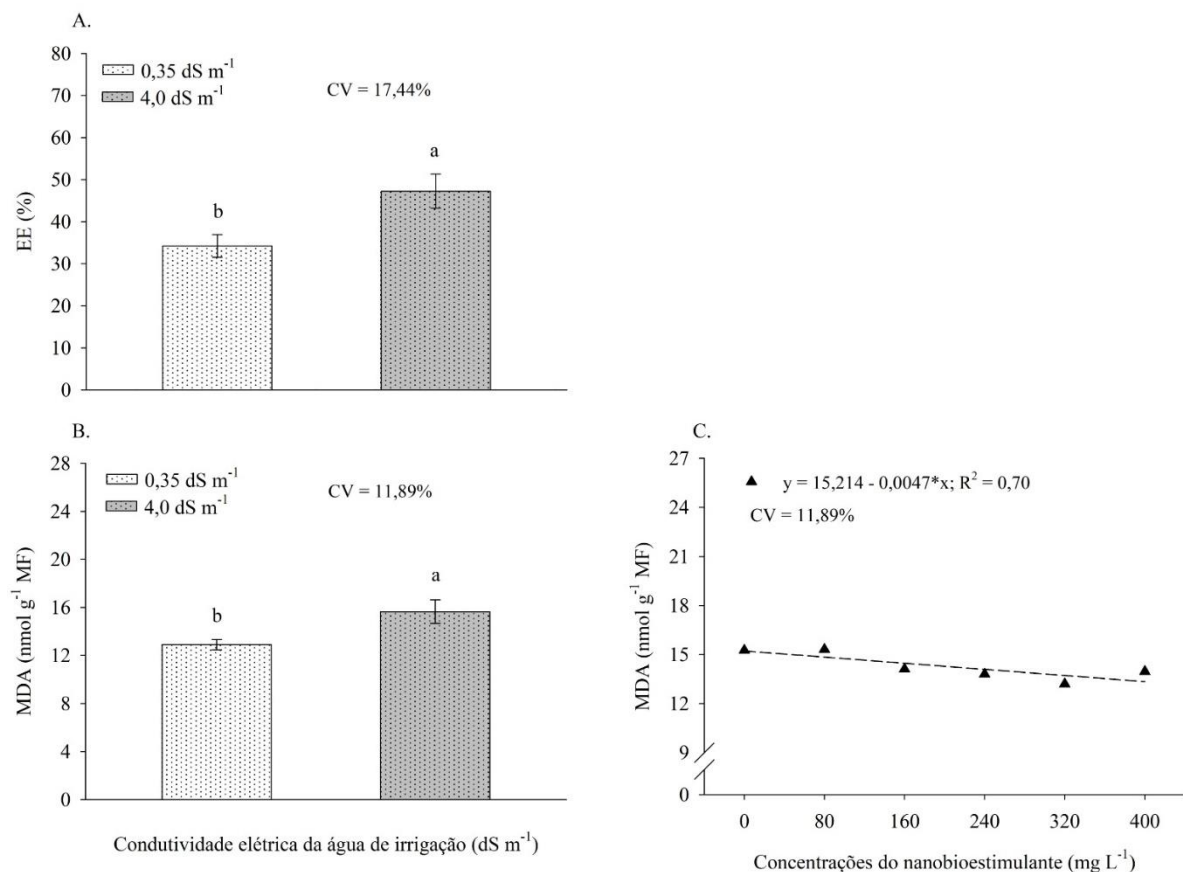 A.
80
70
60
50
40
30
20
10
0
EE (%)
0,35 dS m⁻¹
4,0 dS m⁻¹
CV = 17,44%
b
a
B.
28
24
20
16
12
8
4
0
MDA (nmol g⁻¹ MF)
0,35 dS m⁻¹
4,0 dS m⁻¹
CV = 11,89%
b
a
Condutividade elétrica da água de irrigação (dS m⁻¹)
C.
27
24
21
18
15
12
9
0
MDA (nmol g⁻¹ MF)
y = 15,214 - 0,0047*x; R² = 0,70
CV = 11,89%
0 80 160 240 320 400
Concentrações do nanobioestimulante (mg L⁻¹)